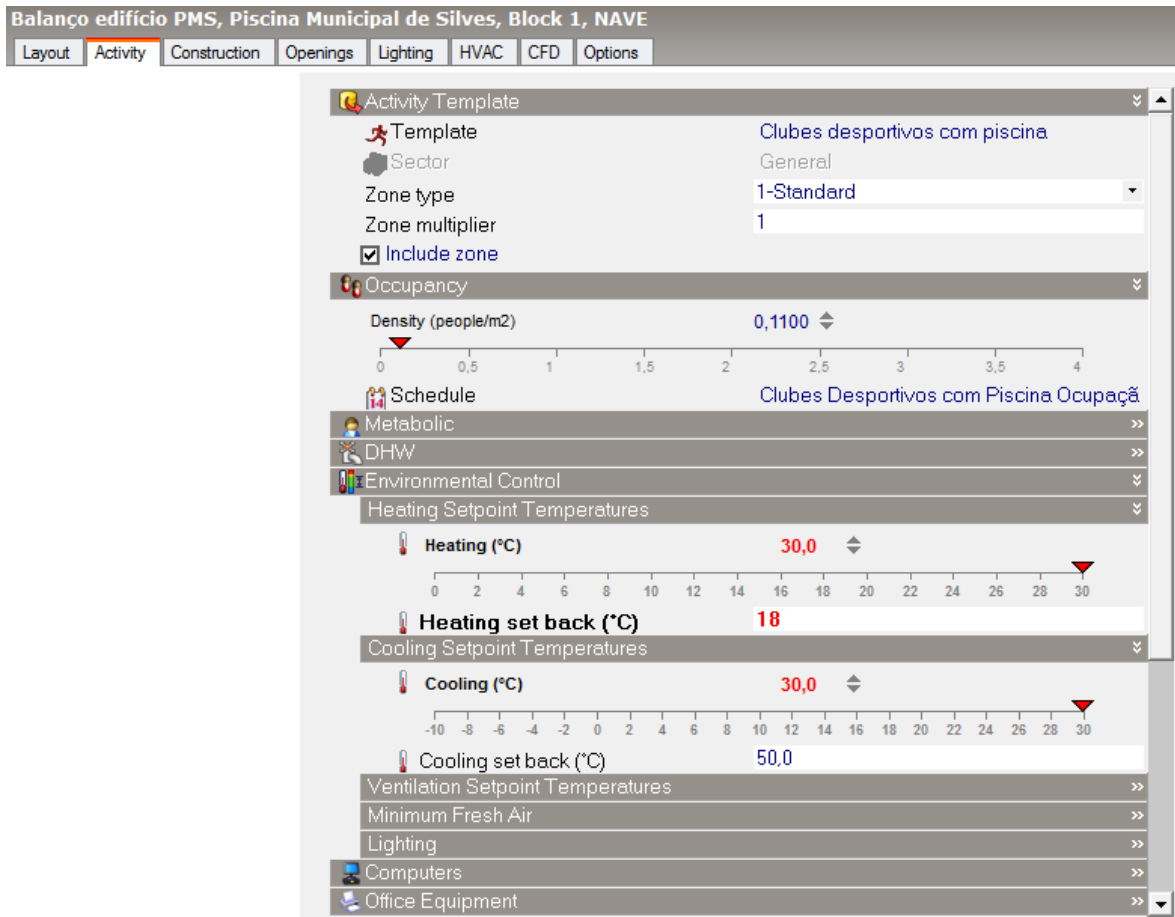 Balanço edifício PMS, Piscina Municipal de Silves, Block 1, NAVE
Layout Activity Construction Openings Lighting HVAC CFD Options
Activity Template
Template Clubes desportivos com piscina
Sector General
Zone type 1-Standard
Zone multiplier 1
Include zone
Occupancy
Density (people/m2) 0,1100
0 0,5 1 1,5 2 2,5 3 3,5 4
14 Schedule Clubes Desportivos com Piscina Ocupaçã
Metabolic
DHW
Environmental Control
Heating Setpoint Temperatures
Heating (ºC) 30,0
0 2 4 6 8 10 12 14 16 18 20 22 24 26 28 30
Heating set back (°C) 18
Cooling Setpoint Temperatures
Cooling (ºC) 30,0
-10 -8 -6 -4 -2 0 2 4 6 8 10 12 14 16 18 20 22 24 26 28 30
Cooling set back (°C) 50,0
Ventilation Setpoint Temperatures
Minimum Fresh Air
Lighting
Computers
Office Equipment